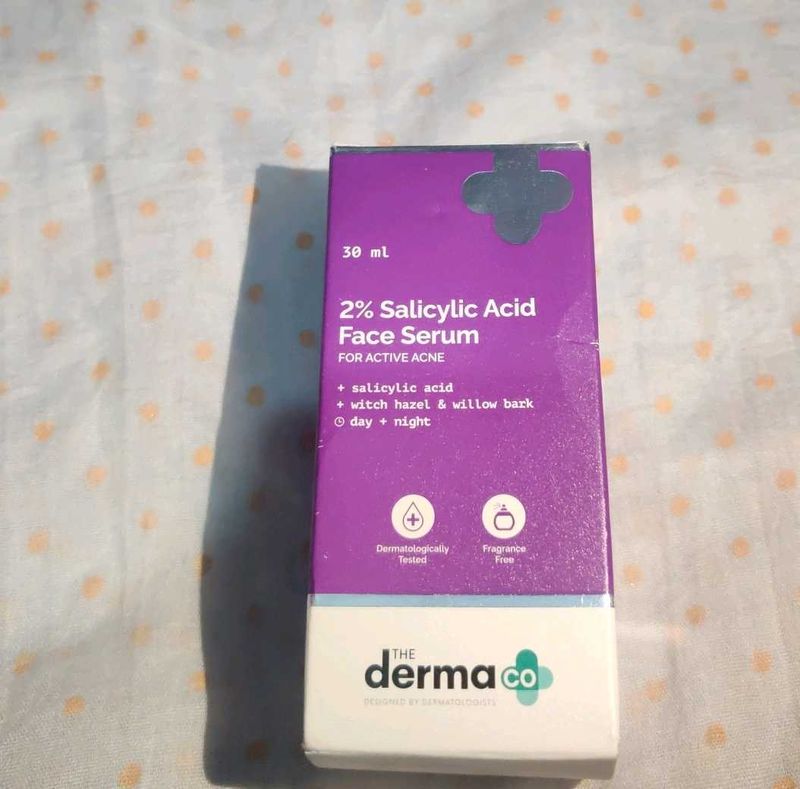 30 ml
2% Salicylic Acid
Face Serum
FOR ACTIVE ACNE
+ salicylic acid
+ witch hazel & willow bark
day + night
Dermatologically
Tested
Fragrance
Free
THE
derma co
DESIGNED BY DERMATOLOGISTS